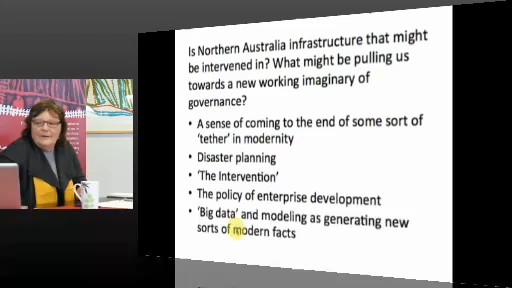 Is Northern Australia infrastructure that might
be intervened in? What might be pulling us
towards a new working imaginary of
governance?
• A sense of coming to the end of some sort of
'tether' in modernity
• Disaster planning
• 'The Intervention'
• The policy of enterprise development
• 'Big data' and modeling as generating new
sorts of modern facts